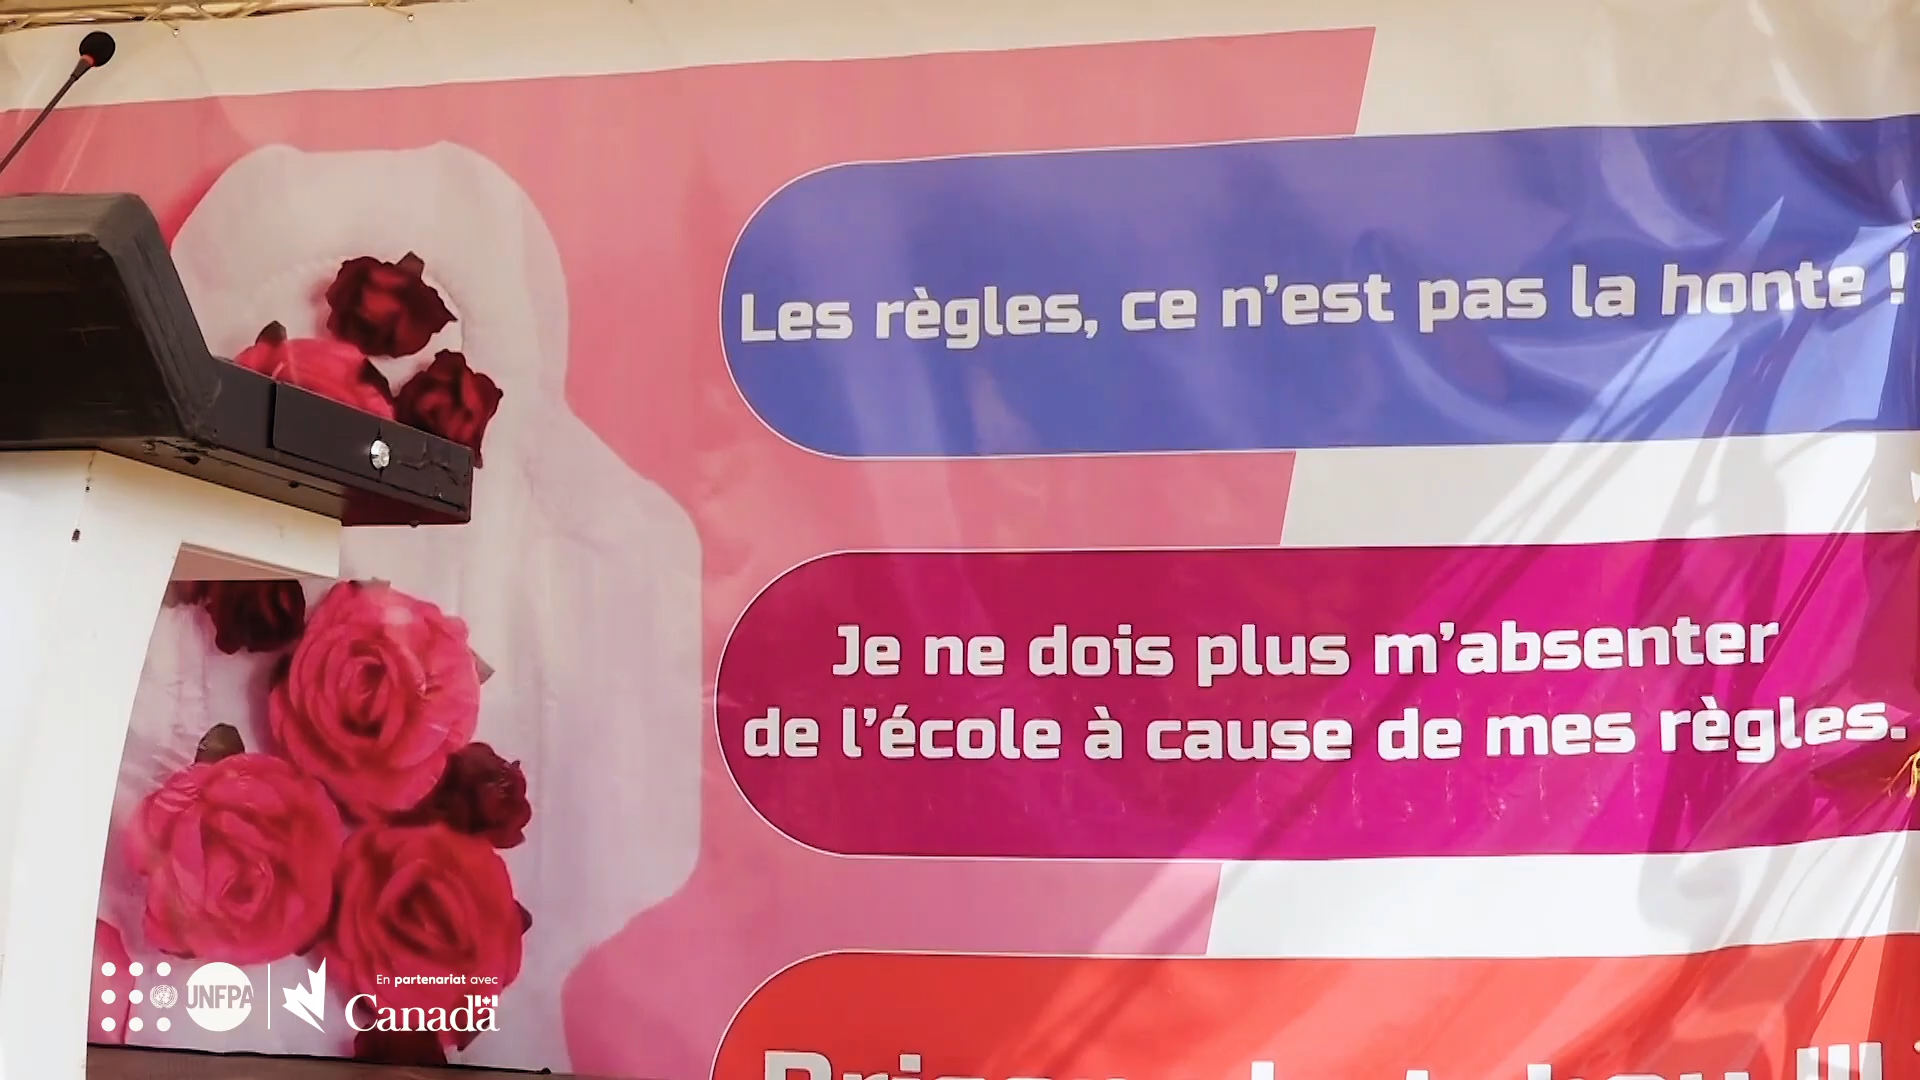 Les règles, ce n'est pas la honte !
Je ne dois plus m'absenter
de l'école à cause de mes règles.
UNFPA
En partenariat avec
Canada